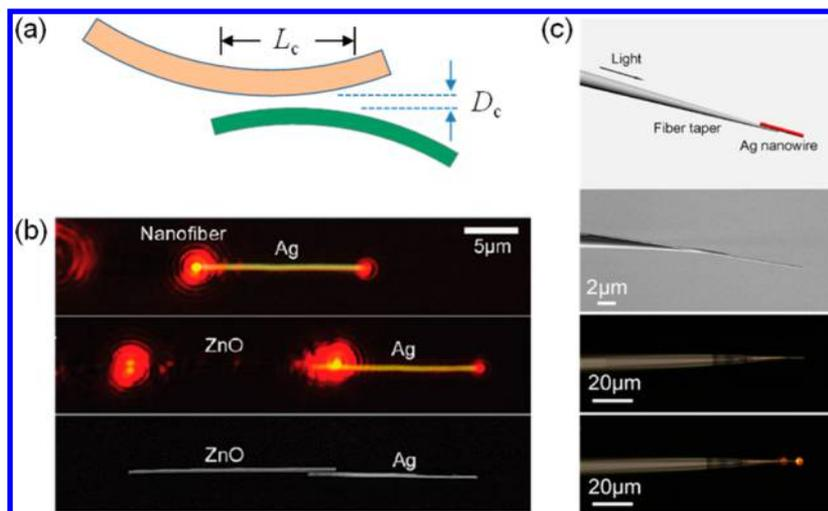 (a)
L_c
D_c
(b)
Nanofiber
Ag
5μm
ZnO
Ag
ZnO
Ag
(c)
Light
Fiber taper
Ag nanowire
2μm
20μm
20μm